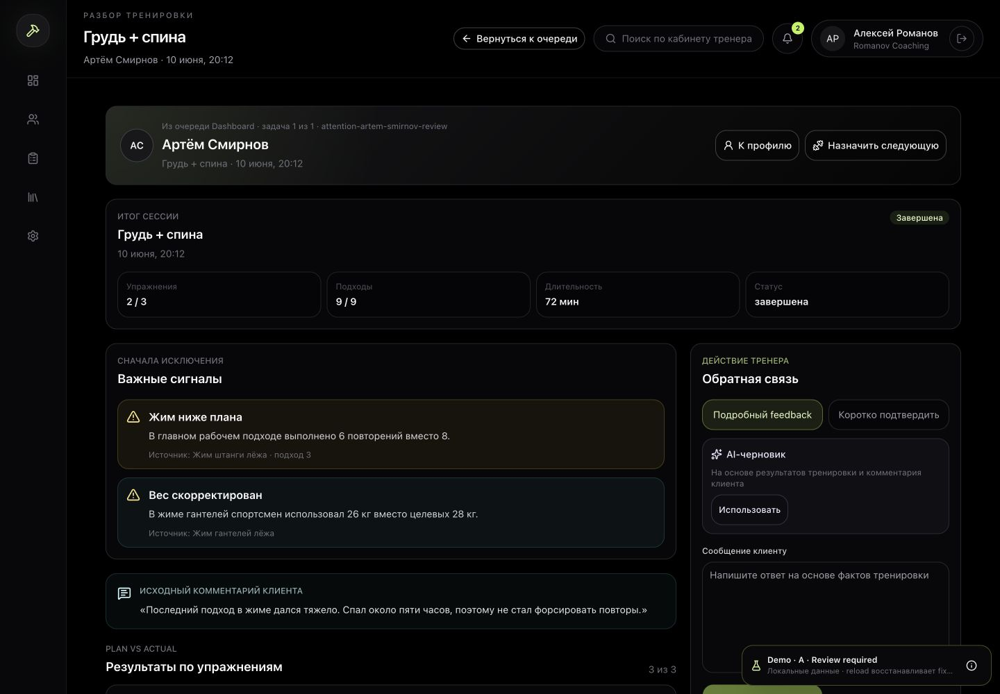 РАЗБОР ТРЕНИРОВКИ
Грудь + спина
Артём Смирнов · 10 июня, 20:12
Вернуться к очереди
Поиск по кабинету тренера
2
АР
Алексей Романов
Romanov Coaching
АС
Из очереди Dashboard · задача 1 из 1 · attention-artem-smirnov-review
Артём Смирнов
Грудь + спина · 10 июня, 20:12
К профилю
Назначить следующую
ИТОГ СЕССИИ
Грудь + спина
10 июня, 20:12
Завершена
Упражнения
2 / 3
Подходы
9 / 9
Длительность
72 мин
Статус
завершена
СНАЧАЛА ИСКЛЮЧЕНИЯ
Важные сигналы
Жим ниже плана
В главном рабочем подходе выполнено 6 повторений вместо 8.
Источник: Жим штанги лёжа · подход 3
Вес скорректирован
В жиме гантелей спортсмен использовал 26 кг вместо целевых 28 кг.
Источник: Жим гантелей лёжа
ИСХОДНЫЙ КОММЕНТАРИЙ КЛИЕНТА
«Последний подход в жиме дался тяжело. Спал около пяти часов, поэтому не стал форсировать повторы.»
PLAN VS ACTUAL
Результаты по упражнениям
3 из 3
ДЕЙСТВИЕ ТРЕНЕРА
Обратная связь
Подробный feedback
Коротко подтвердить
AI-черновик
На основе результатов тренировки и комментария
клиента
Использовать
Сообщение клиенту
Напишите ответ на основе фактов тренировки
Demo · A · Review required
Локальные данные · reload восстанавливает fix...